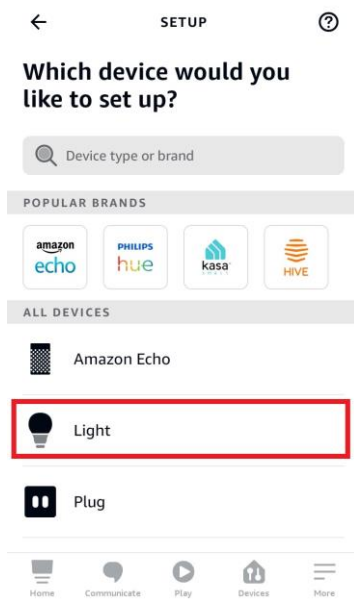 SETUP
Which device would you
like to set up?
Device type or brand
POPULAR BRANDS
amazon
echo
PHILIPS
hue
kasa
HIVE
ALL DEVICES
Amazon Echo
Light
Plug
Home Communicate Play Devices More